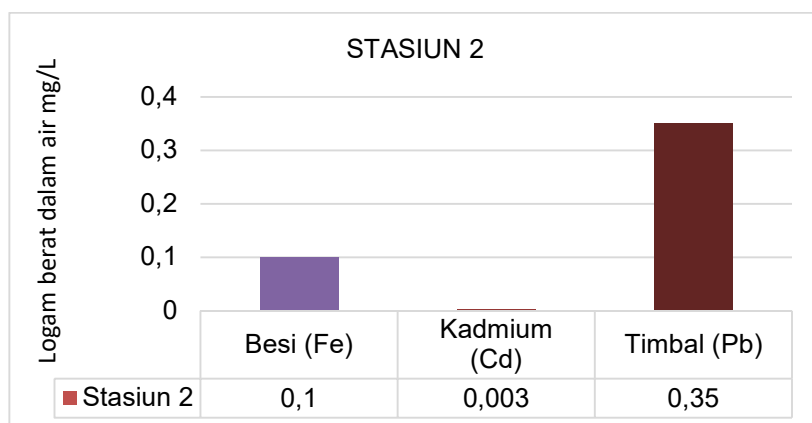 STASIUN 2
Logam berat dalam air mg/L
0,4
0,3
0,2
0,1
0
Besi (Fe)
Kadmium
(Cd)
Timbal (Pb)
Stasiun 2 0,1 0,003 0,35